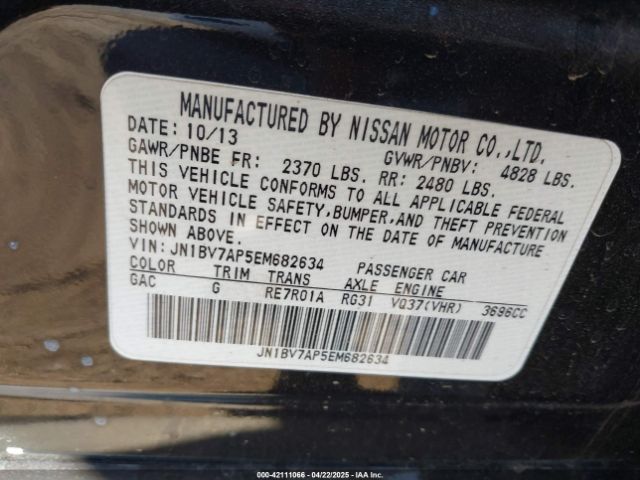 MANUFACTURED BY NISSAN MOTOR CO.,LTD.
DATE: 10/13 GVWR/PNBV: 4828 LBS.
GAWR/PNBE FR: 2370 LBS. RR: 2480 LBS.
THIS VEHICLE CONFORMS TO ALL APPLICABLE FEDERAL
MOTOR VEHICLE SAFETY, BUMPER, AND THEFT PREVENTION
STANDARDS IN EFFECT ON THE DATE OF MANUFACTURE
SHOWN ABOVE.
VIN: JN1BV7AP5EM682634 PASSENGER CAR
COLOR TRIM TRANS AXLE ENGINE
GAC G RE7R01A RG31 VQ37(VHR) 3696CC
JN1BV7AP5EM682634
000-42111066 - 04/22/2025 - IAA Inc.